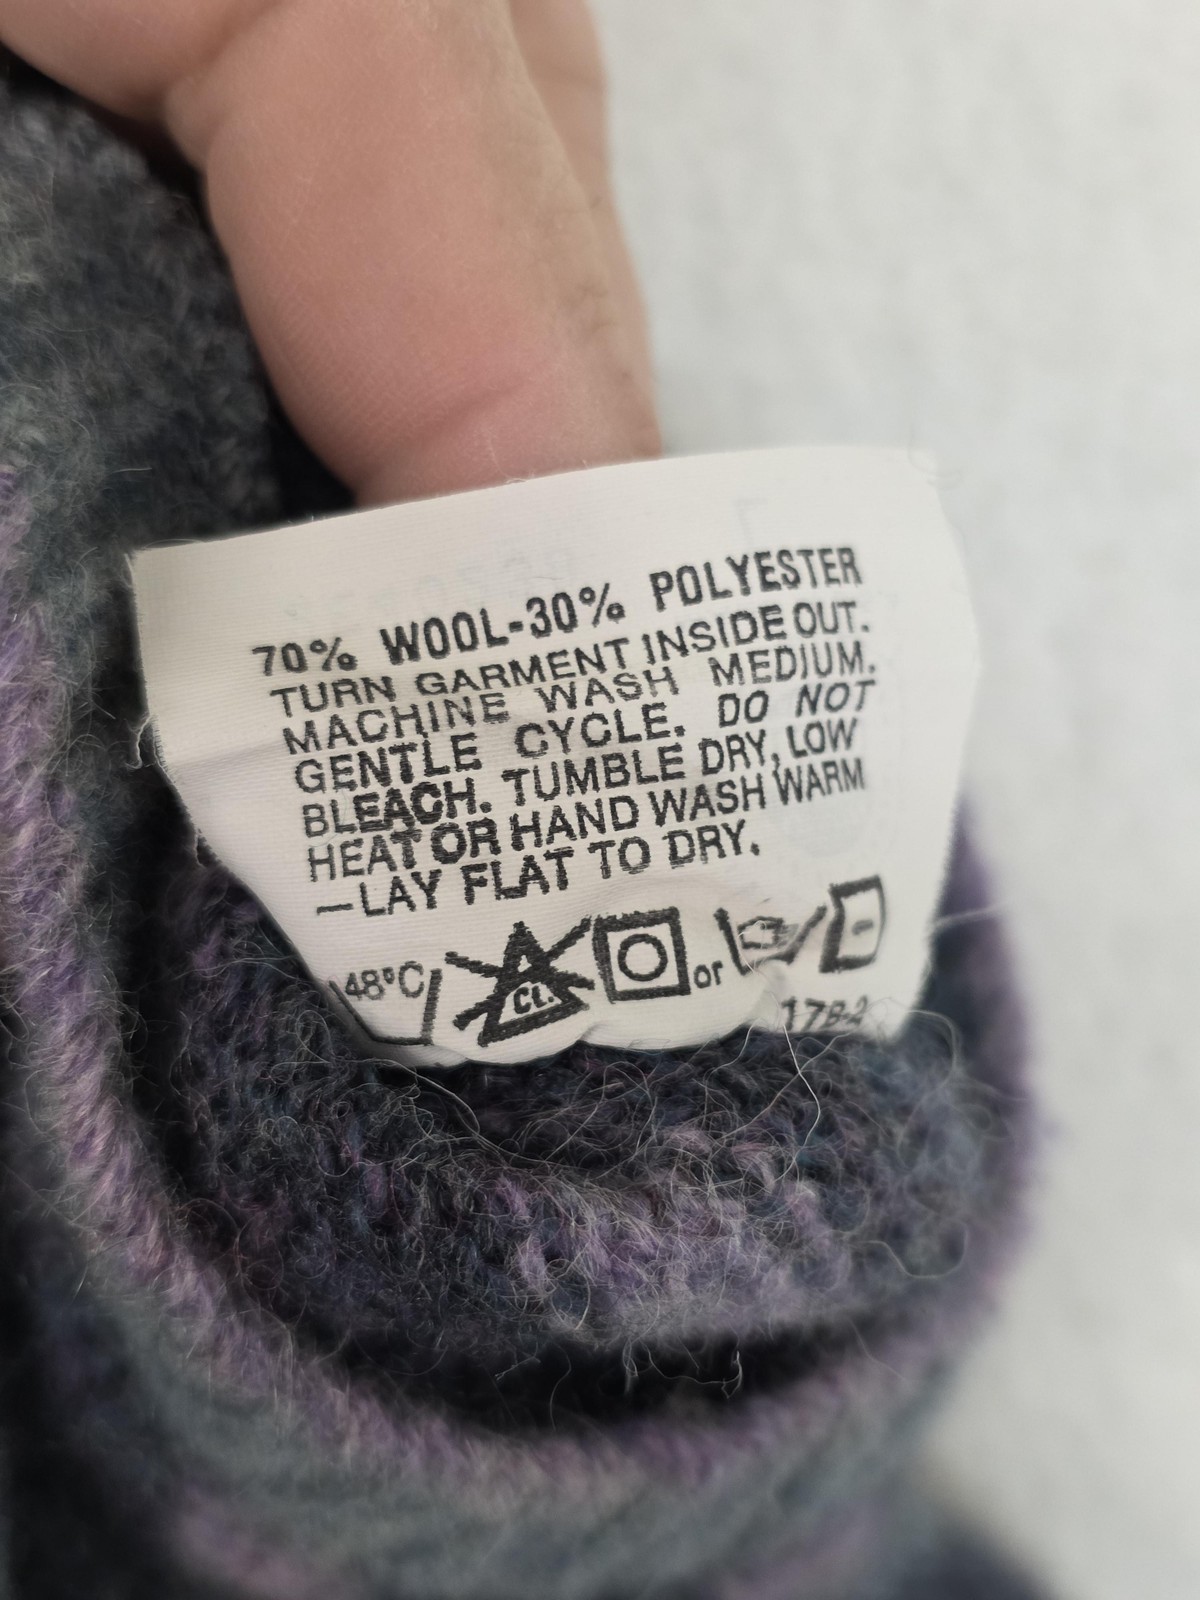 70% WOOL-30% POLYESTER
TURN GARMENT INSIDE OUT.
MACHINE WASH MEDIUM.
GENTLE CYCLE. DO NOT
BLEACH. TUMBLE DRY, LOW
HEAT OR HAND WASH WARM
—LAY FLAT TO DRY.
48°C CL. or
178-2